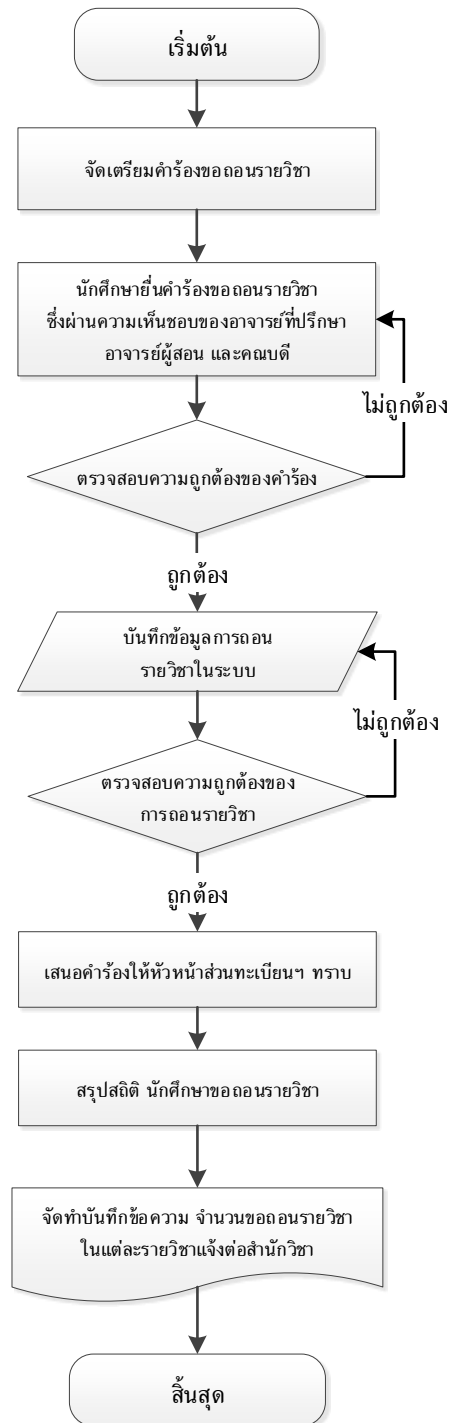 เริ่มต้น
จัดเตรียมคำร้องขอถอนรายวิชา
นักศึกษายื่นคำร้องขอถอนรายวิชา
ซึ่งผ่านความเห็นชอบของอาจารย์ที่ปรึกษา
อาจารย์ผู้สอน และคณบดี
ไม่ถูกต้อง
ตรวจสอบความถูกต้องของคำร้อง
ถูกต้อง
บันทึกข้อมูลการถอน
รายวิชาในระบบ
ไม่ถูกต้อง
ตรวจสอบความถูกต้องของ
การถอนรายวิชา
ถูกต้อง
เสนอคำร้องให้หัวหน้าส่วนทะเบียนฯ ทราบ
สรุปสถิติ นักศึกษาขอถอนรายวิชา
จัดทำบันทึกข้อความ จำนวนขอถอนรายวิชา
ในแต่ละรายวิชาแจ้งต่อสำนักวิชา
สิ้นสุด